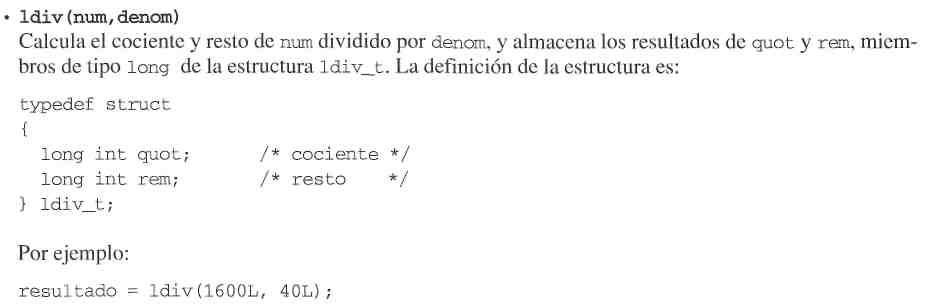 • ldiv(num,denom)
Calcula el cociente y resto de num dividido por denom, y almacena los resultados de quot y rem, miem-
bros de tipo long de la estructura ldiv_t. La definición de la estructura es:
typedef struct
{
long int quot; /* cociente */
long int rem; /* resto */
} ldiv_t;
Por ejemplo:
resultado = ldiv(1600L, 40L);